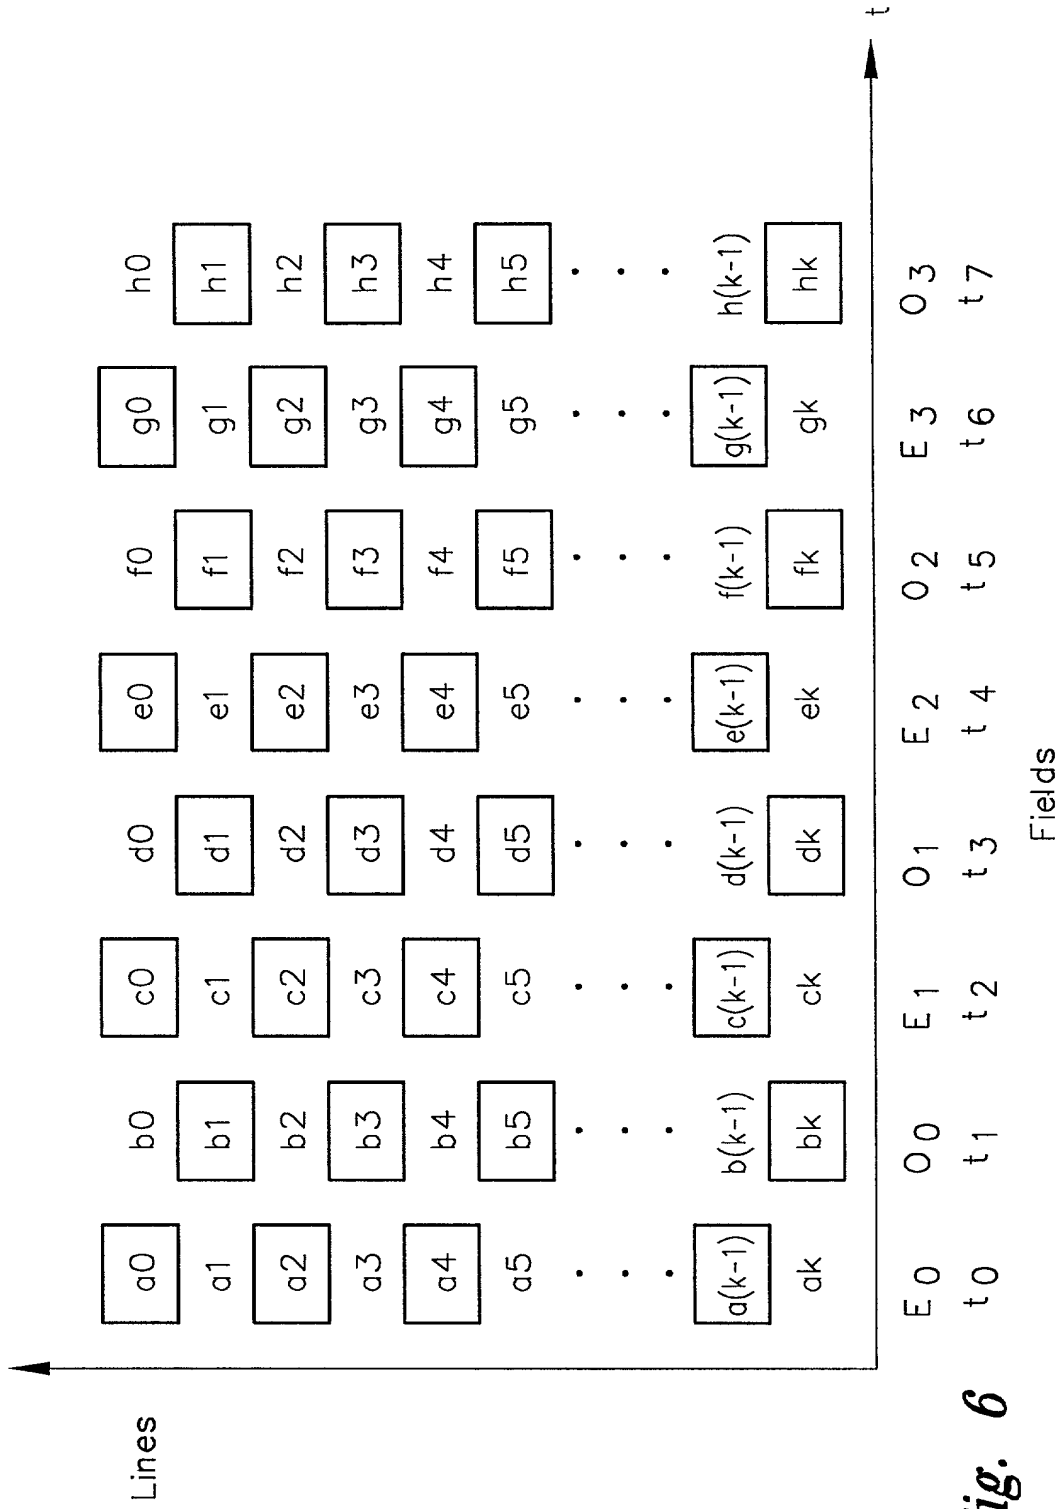 Lines
a0 b0 c0 d0 e0 f0 g0 h0
a1 b1 c1 d1 e1 f1 g1 h1
a2 b2 c2 d2 e2 f2 g2 h2
a3 b3 c3 d3 e3 f3 g3 h3
a4 b4 c4 d4 e4 f4 g4 h4
a5 b5 c5 d5 e5 f5 g5 h5
. . . . . . . .
. . . . . . . .
. . . . . . . .
a(k-1) b(k-1) c(k-1) d(k-1) e(k-1) f(k-1) g(k-1) h(k-1)
ak bk ck dk ek fk gk hk
t
E0 O0 E1 O1 E2 O2 E3 O3
t0 t1 t2 t3 t4 t5 t6 t7
Fields
Fig. 6